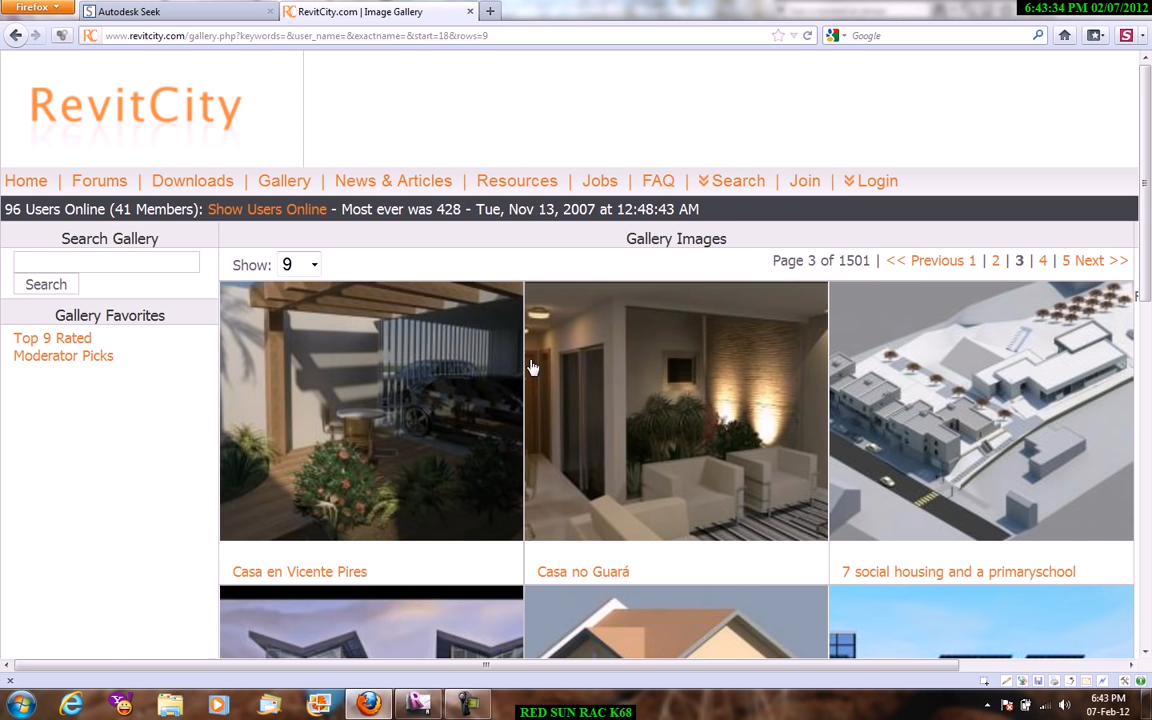 Firefox
Autodesk Seek
RevitCity.com | Image Gallery
6:43:34 PM 02/07/2012
www.revitcity.com/gallery.php?keywords=&user_name=&exactname=&start=18&rows=9
Google
RevitCity
Home | Forums | Downloads | Gallery | News & Articles | Resources | Jobs | FAQ | Search | Join | Login
96 Users Online (41 Members): Show Users Online - Most ever was 428 - Tue, Nov 13, 2007 at 12:48:43 AM
Search Gallery
Gallery Images
Show: 9
Page 3 of 1501 | << Previous 1 | 2 | 3 | 4 | 5 Next >>
Search
Gallery Favorites
Top 9 Rated
Moderator Picks
Casa en Vicente Pires
Casa no Guará
7 social housing and a primaryschool
6:43 PM
07-Feb-12
RED SUN RAC K68